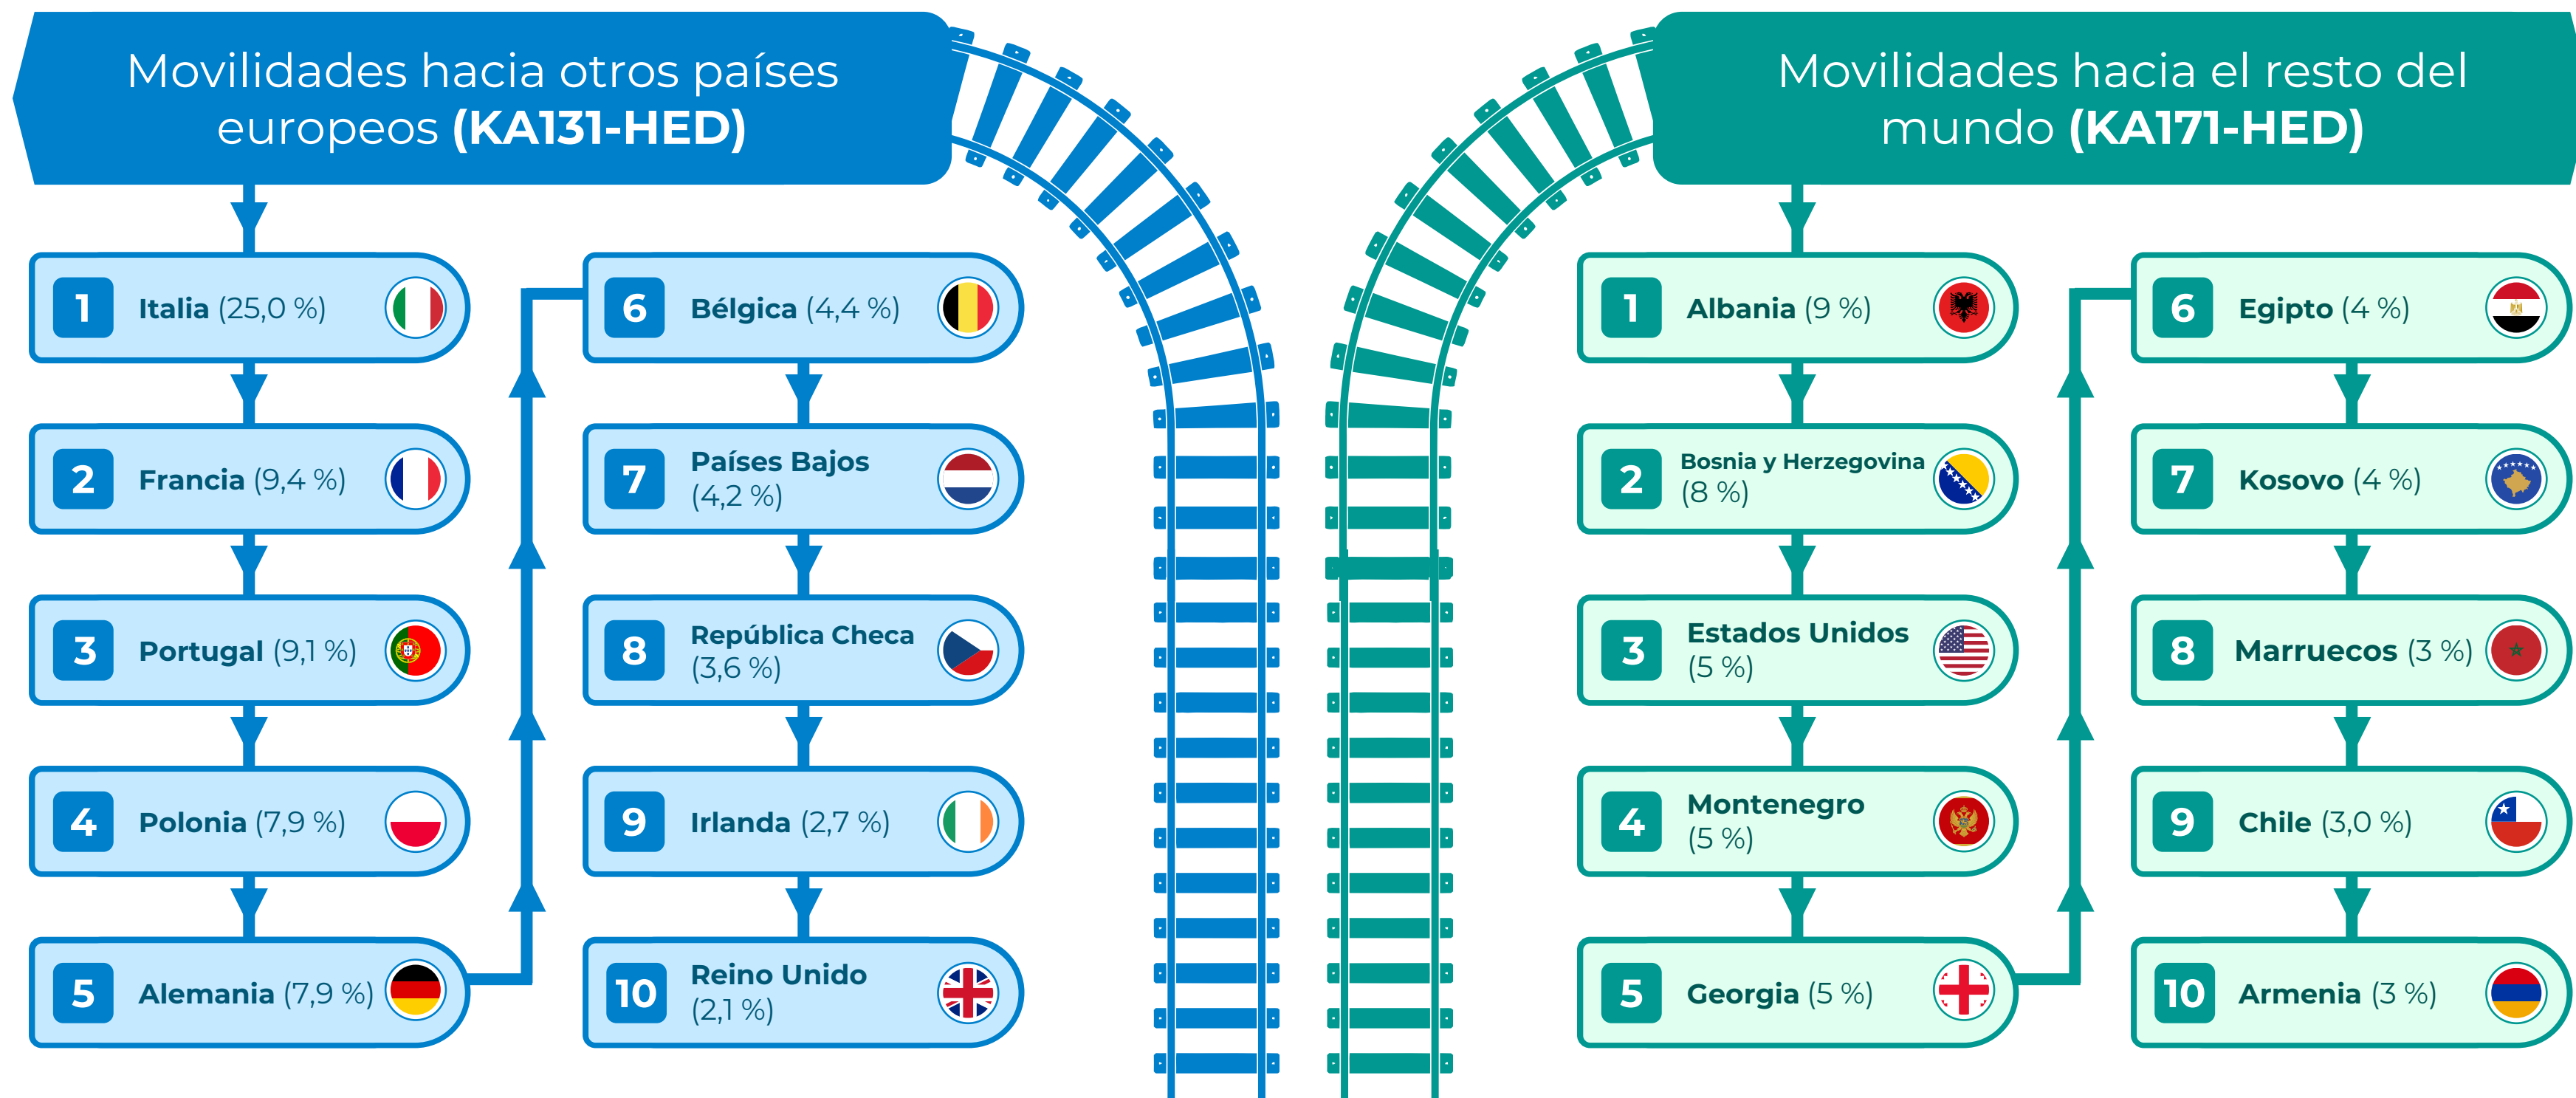 Movilidades hacia otros países
europeos (KA131-HED)
1 Italia (25,0 %)
2 Francia (9,4 %)
3 Portugal (9,1 %)
4 Polonia (7,9 %)
5 Alemania (7,9 %)
6 Bélgica (4,4 %)
7 Países Bajos
(4,2 %)
8 República Checa
(3,6 %)
9 Irlanda (2,7 %)
10 Reino Unido
(2,1 %)
Movilidades hacia el resto del
mundo (KA171-HED)
1 Albania (9 %)
2 Bosnia y Herzegovina
(8 %)
3 Estados Unidos
(5 %)
4 Montenegro
(5 %)
5 Georgia (5 %)
6 Egipto (4 %)
7 Kosovo (4 %)
8 Marruecos (3 %)
9 Chile (3,0 %)
10 Armenia (3 %)